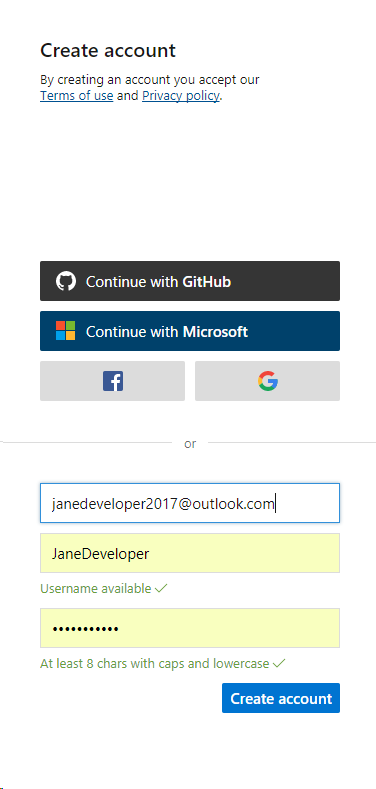 Create account
By creating an account you accept our
Terms of use and Privacy policy.
Continue with GitHub
Continue with Microsoft
or
janedeveloper2017@outlook.com
JaneDeveloper
Username available
•••••••••••
At least 8 chars with caps and lowercase
Create account